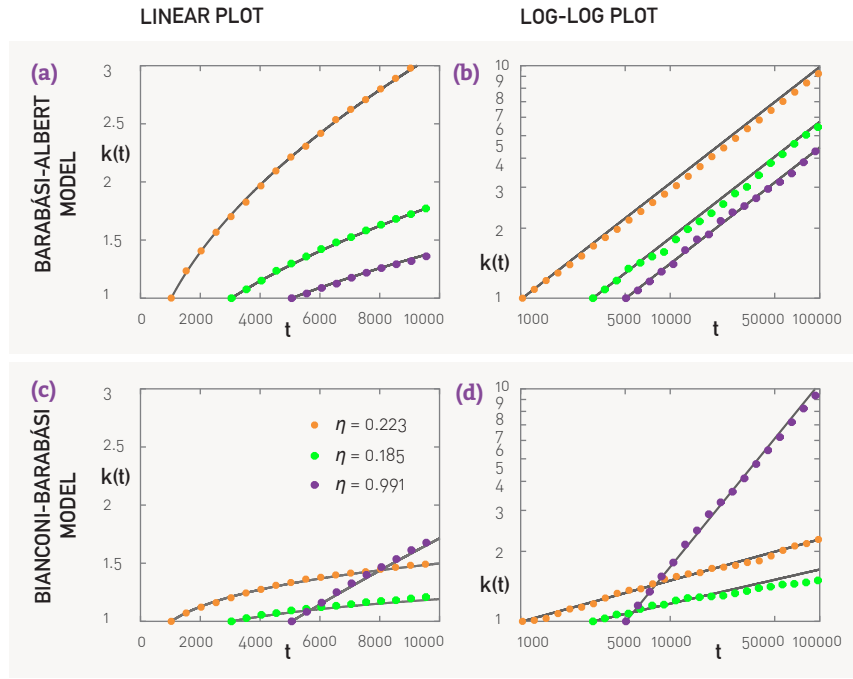 LINEAR PLOT
LOG-LOG PLOT
BARABÁSI-ALBERT
MODEL
(a)
3
2.5
k(t)
2
1.5
1
0
2000
4000
6000
8000
10000
t
(b)
10
9
8
7
6
5
4
3
2
k(t)
1
1000
10000
50000
100000
t
BIANCONI-BARABÁSI
MODEL
(c)
3
2.5
k(t)
2
1.5
1
η = 0.223
η = 0.185
η = 0.991
0
2000
4000
6000
8000
10000
t
(d)
10
9
8
7
6
5
4
3
2
k(t)
1
1000
5000
10000
50000
100000
t